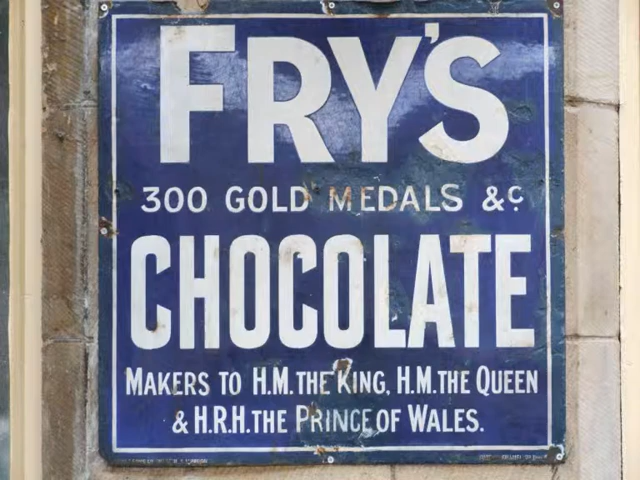 FRY'S
300 GOLD MEDALS &c
CHOCOLATE
MAKERS TO H.M. THE KING, H.M. THE QUEEN
& H.R.H. THE PRINCE OF WALES.